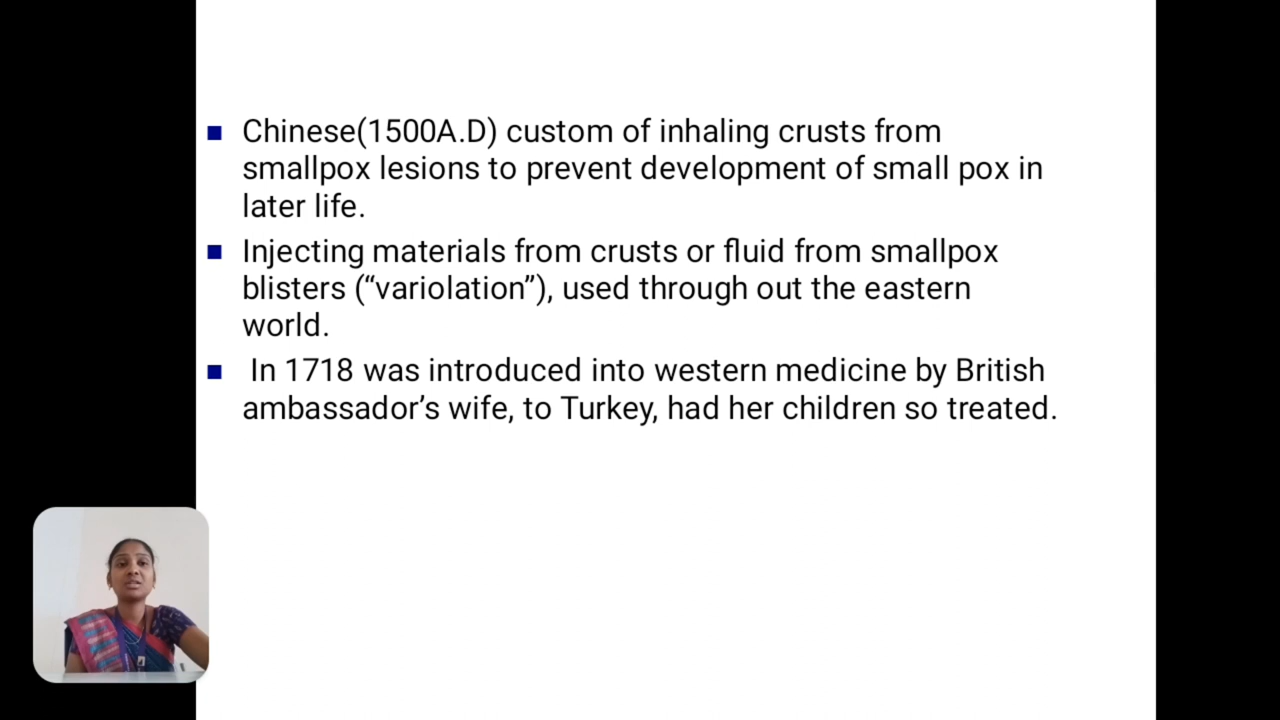 Chinese(1500A.D) custom of inhaling crusts from
smallpox lesions to prevent development of small pox in
later life.
Injecting materials from crusts or fluid from smallpox
blisters (“variolation”), used through out the eastern
world.
In 1718 was introduced into western medicine by British
ambassador’s wife, to Turkey, had her children so treated.